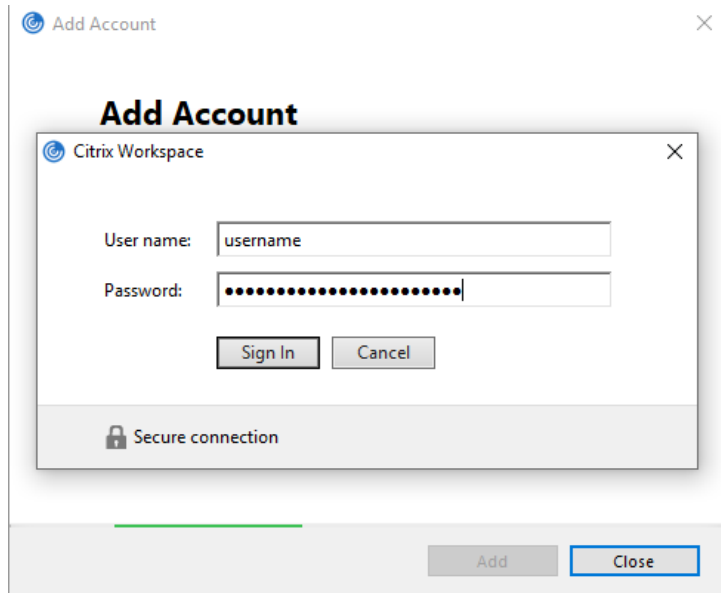 Add Account
Add Account
Citrix Workspace
User name: username
Password: ●●●●●●●●●●●●●●●●●●●●●●●
Sign In Cancel
Secure connection
Add Close